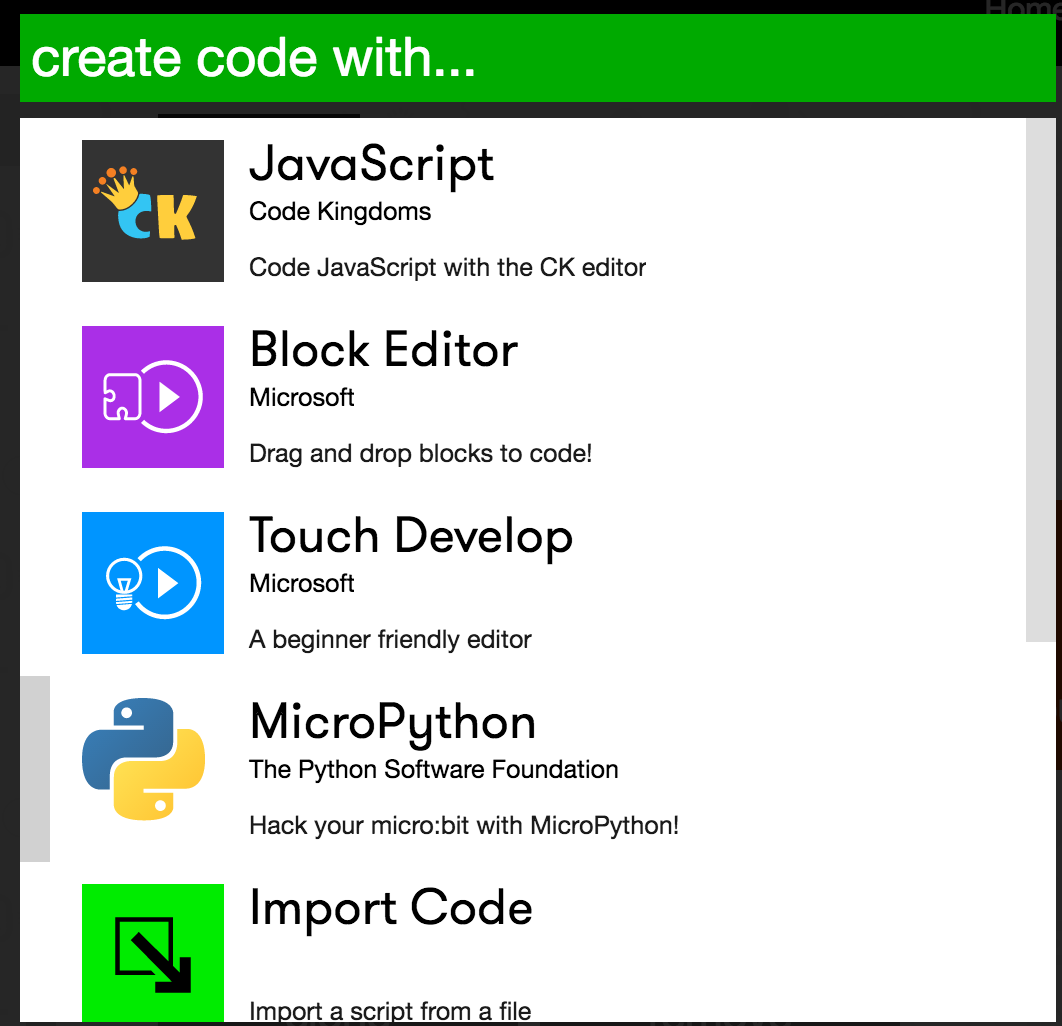 Home
create code with...
CK
JavaScript
Code Kingdoms
Code JavaScript with the CK editor
Block Editor
Microsoft
Drag and drop blocks to code!
Touch Develop
Microsoft
A beginner friendly editor
MicroPython
The Python Software Foundation
Hack your micro:bit with MicroPython!
Import Code
Import a script from a file